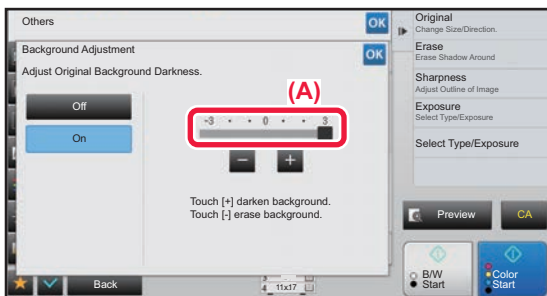 Others
OK
Background Adjustment
OK
Adjust Original Background Darkness.
Off
On
(A)
-3 • • 0 • • 3
- +
Touch [+] darken background.
Touch [-] erase background.
Back
4 11x17
Original
Change Size/Direction.
Erase
Erase Shadow Around
Sharpness
Adjust Outline of Image
Exposure
Select Type/Exposure
Select Type/Exposure
Preview
CA
B/W
Start
Color
Start